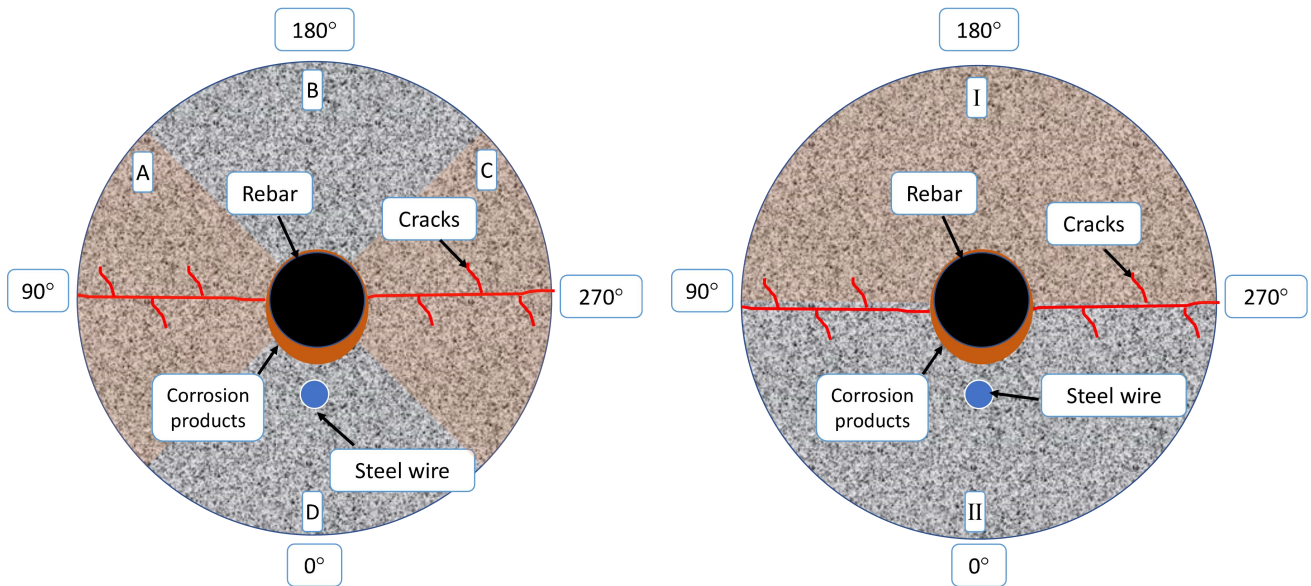 180°
B
A
C
Rebar
Cracks
90°
270°
Corrosion
products
Steel wire
D
0°
180°
I
Rebar
Cracks
90°
270°
Corrosion
products
Steel wire
II
0°